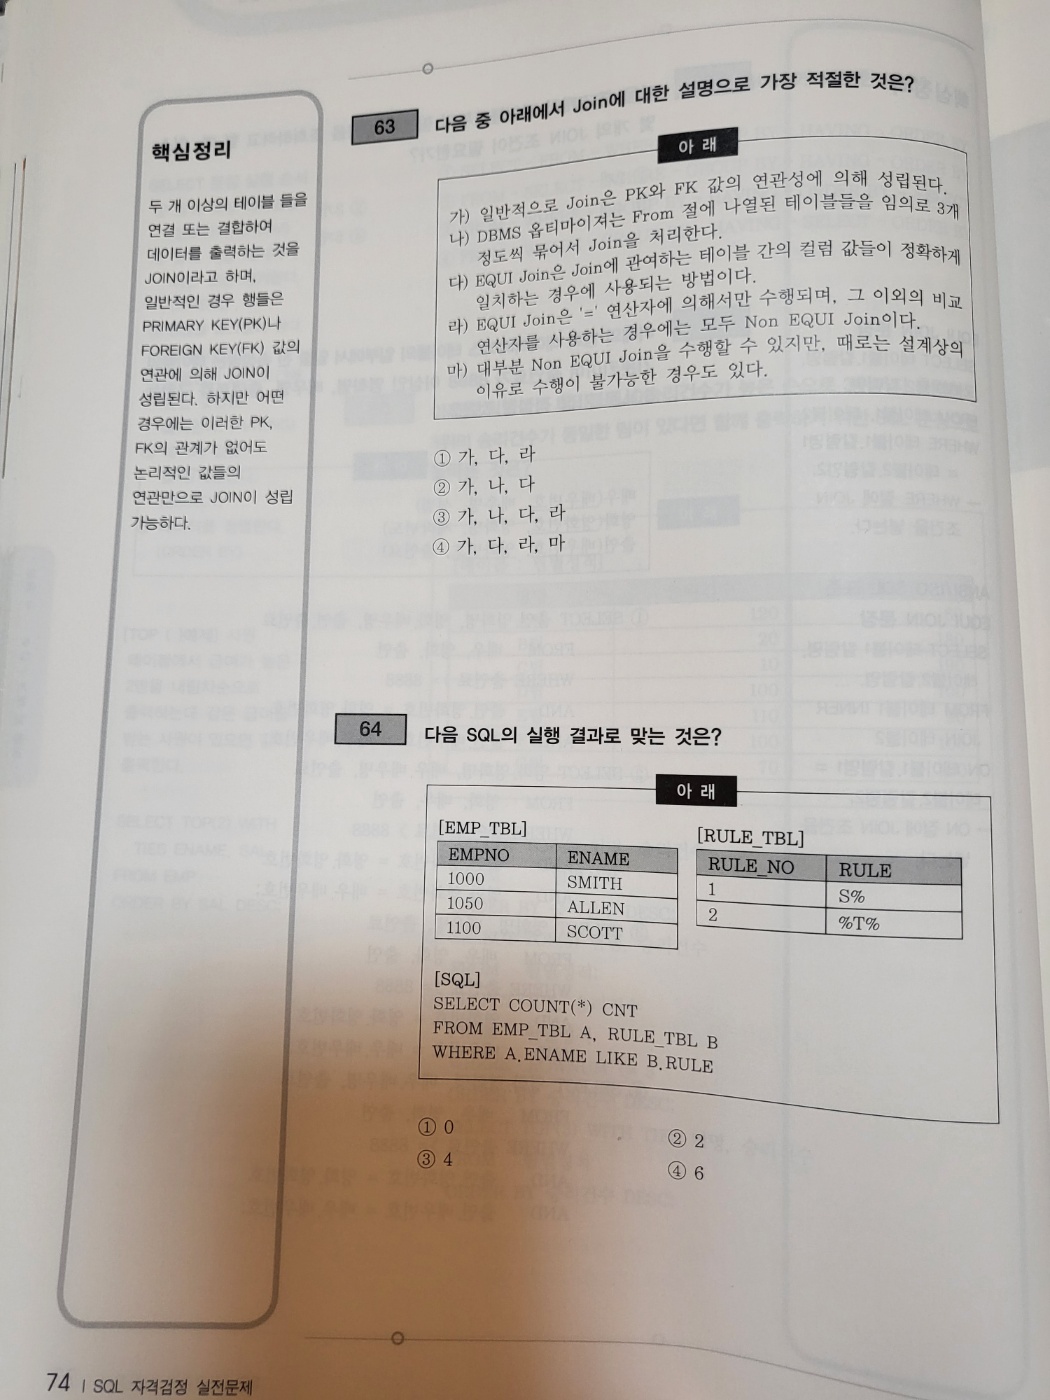 핵심정리
두 개 이상의 테이블 들을
연결 또는 결합하여
데이터를 출력하는 것을
JOIN이라고 하며,
일반적인 경우 행들은
PRIMARY KEY(PK)나
FOREIGN KEY(FK) 값의
연관에 의해 JOIN이
성립된다. 하지만 어떤
경우에는 이러한 PK,
FK의 관계가 없어도
논리적인 값들의
연관만으로 JOIN이 성립
가능하다.
63 다음 중 아래에서 Join에 대한 설명으로 가장 적절한 것은?
아 래
가) 일반적으로 Join은 PK와 FK 값의 연관성에 의해 성립된다.
나) DBMS 옵티마이져는 From 절에 나열된 테이블들을 임의로 3개
정도씩 묶어서 Join을 처리한다.
다) EQUI Join은 Join에 관여하는 테이블 간의 컬럼 값들이 정확하게
일치하는 경우에 사용되는 방법이다.
라) EQUI Join은 '=' 연산자에 의해서만 수행되며, 그 이외의 비교
연산자를 사용하는 경우에는 모두 Non EQUI Join이다.
마) 대부분 Non EQUI Join을 수행할 수 있지만, 때로는 설계상의
이유로 수행이 불가능한 경우도 있다.
① 가, 다, 라
② 가, 나, 다
③ 가, 나, 다, 라
④ 가, 다, 라, 마
64 다음 SQL의 실행 결과로 맞는 것은?
아 래
[EMP_TBL]
EMPNO ENAME
1000 SMITH
1050 ALLEN
1100 SCOTT
[RULE_TBL]
RULE_NO RULE
1 S%
2 %T%
[SQL]
SELECT COUNT(*) CNT
FROM EMP_TBL A, RULE_TBL B
WHERE A.ENAME LIKE B.RULE
① 0 ② 2
③ 4 ④ 6
74 | SQL 자격검정 실전문제